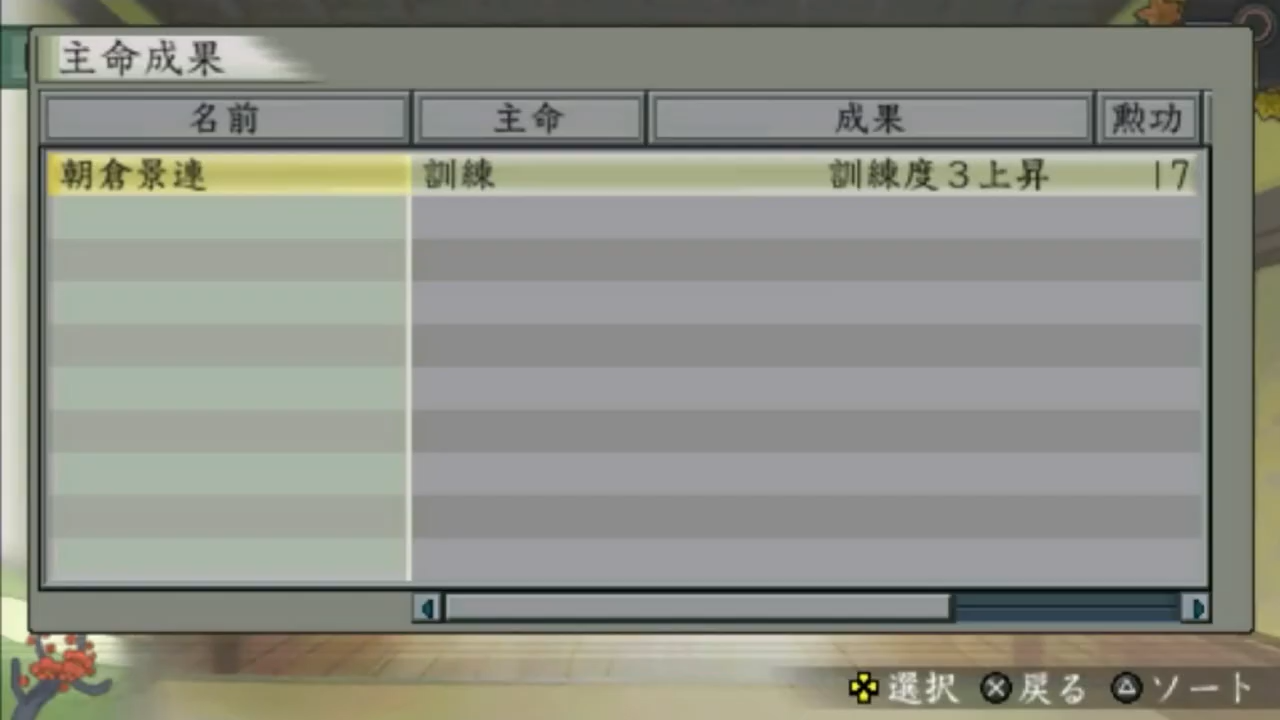 主命成果
名前 主命 成果 勲功
朝倉景連 訓練 訓練度3上昇 17
選択 戻る ソート